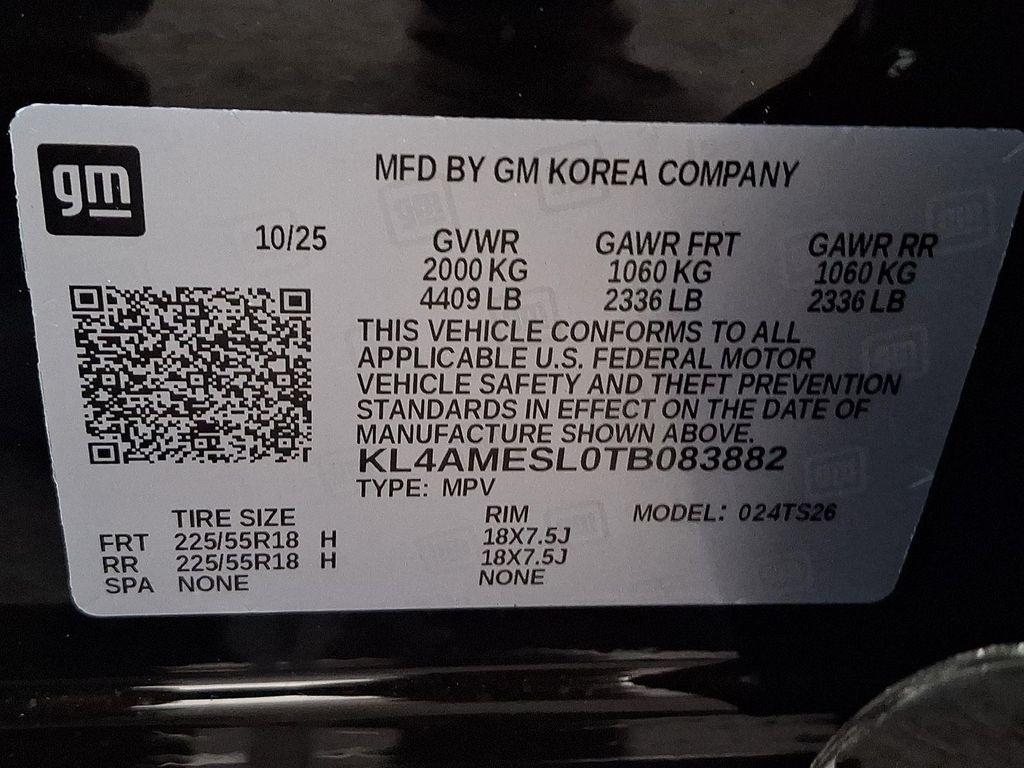 gm
MFD BY GM KOREA COMPANY
10/25 GVWR GAWR FRT GAWR RR
2000 KG 1060 KG 1060 KG
4409 LB 2336 LB 2336 LB
THIS VEHICLE CONFORMS TO ALL
APPLICABLE U.S. FEDERAL MOTOR
VEHICLE SAFETY AND THEFT PREVENTION
STANDARDS IN EFFECT ON THE DATE OF
MANUFACTURE SHOWN ABOVE.
KL4AMESL0TB083882
TYPE: MPV
TIRE SIZE RIM MODEL: 024TS26
FRT 225/55R18 H 18X7.5J
RR 225/55R18 H 18X7.5J
SPA NONE NONE